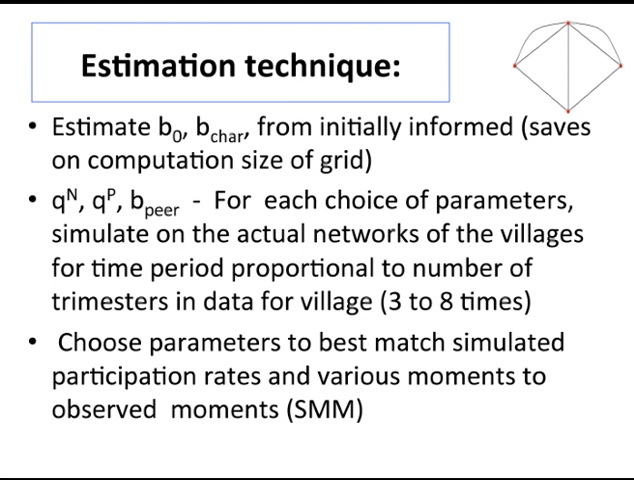 Estimation technique:
• Estimate b₀, b_char, from initially informed (saves
on computation size of grid)
• qᴺ, qᴾ, b_peer - For each choice of parameters,
simulate on the actual networks of the villages
for time period proportional to number of
trimesters in data for village (3 to 8 times)
• Choose parameters to best match simulated
participation rates and various moments to
observed moments (SMM)